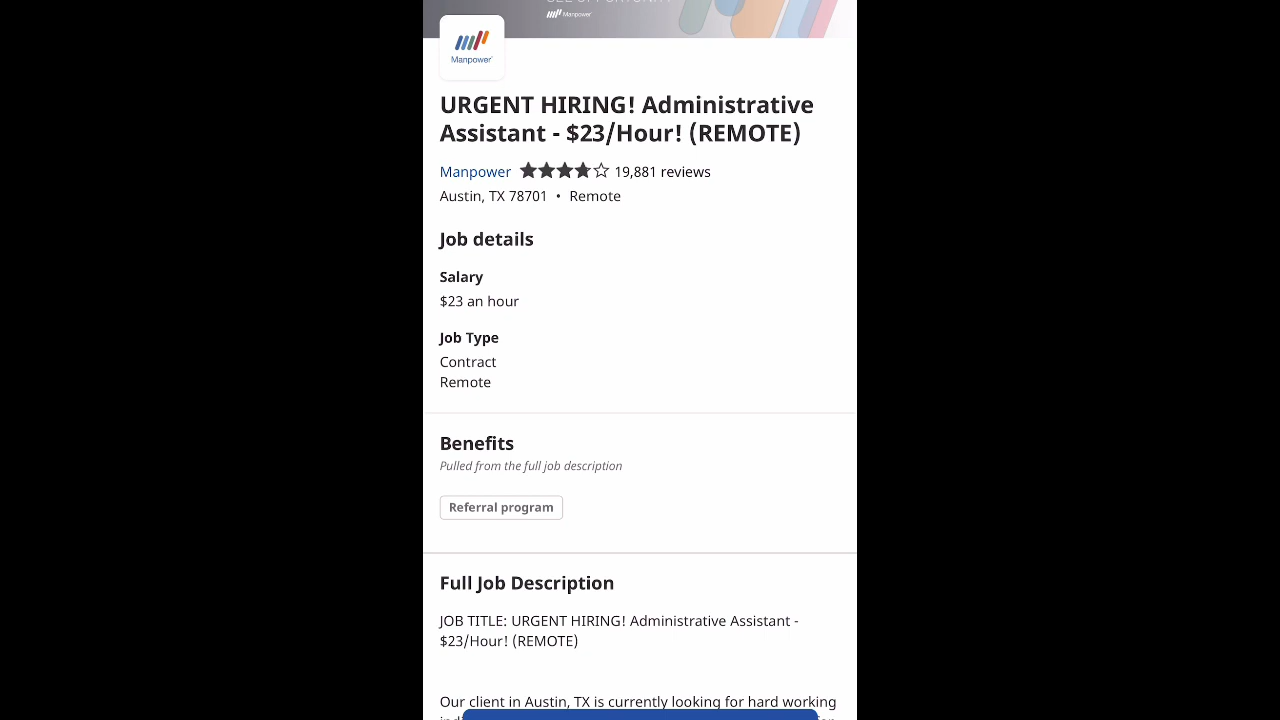 SEE OPPORTUNITY
Manpower
Manpower
URGENT HIRING! Administrative
Assistant - $23/Hour! (REMOTE)
Manpower 19,881 reviews
Austin, TX 78701 • Remote
Job details
Salary
$23 an hour
Job Type
Contract
Remote
Benefits
Pulled from the full job description
Referral program
Full Job Description
JOB TITLE: URGENT HIRING! Administrative Assistant -
$23/Hour! (REMOTE)
Our client in Austin, TX is currently looking for hard working